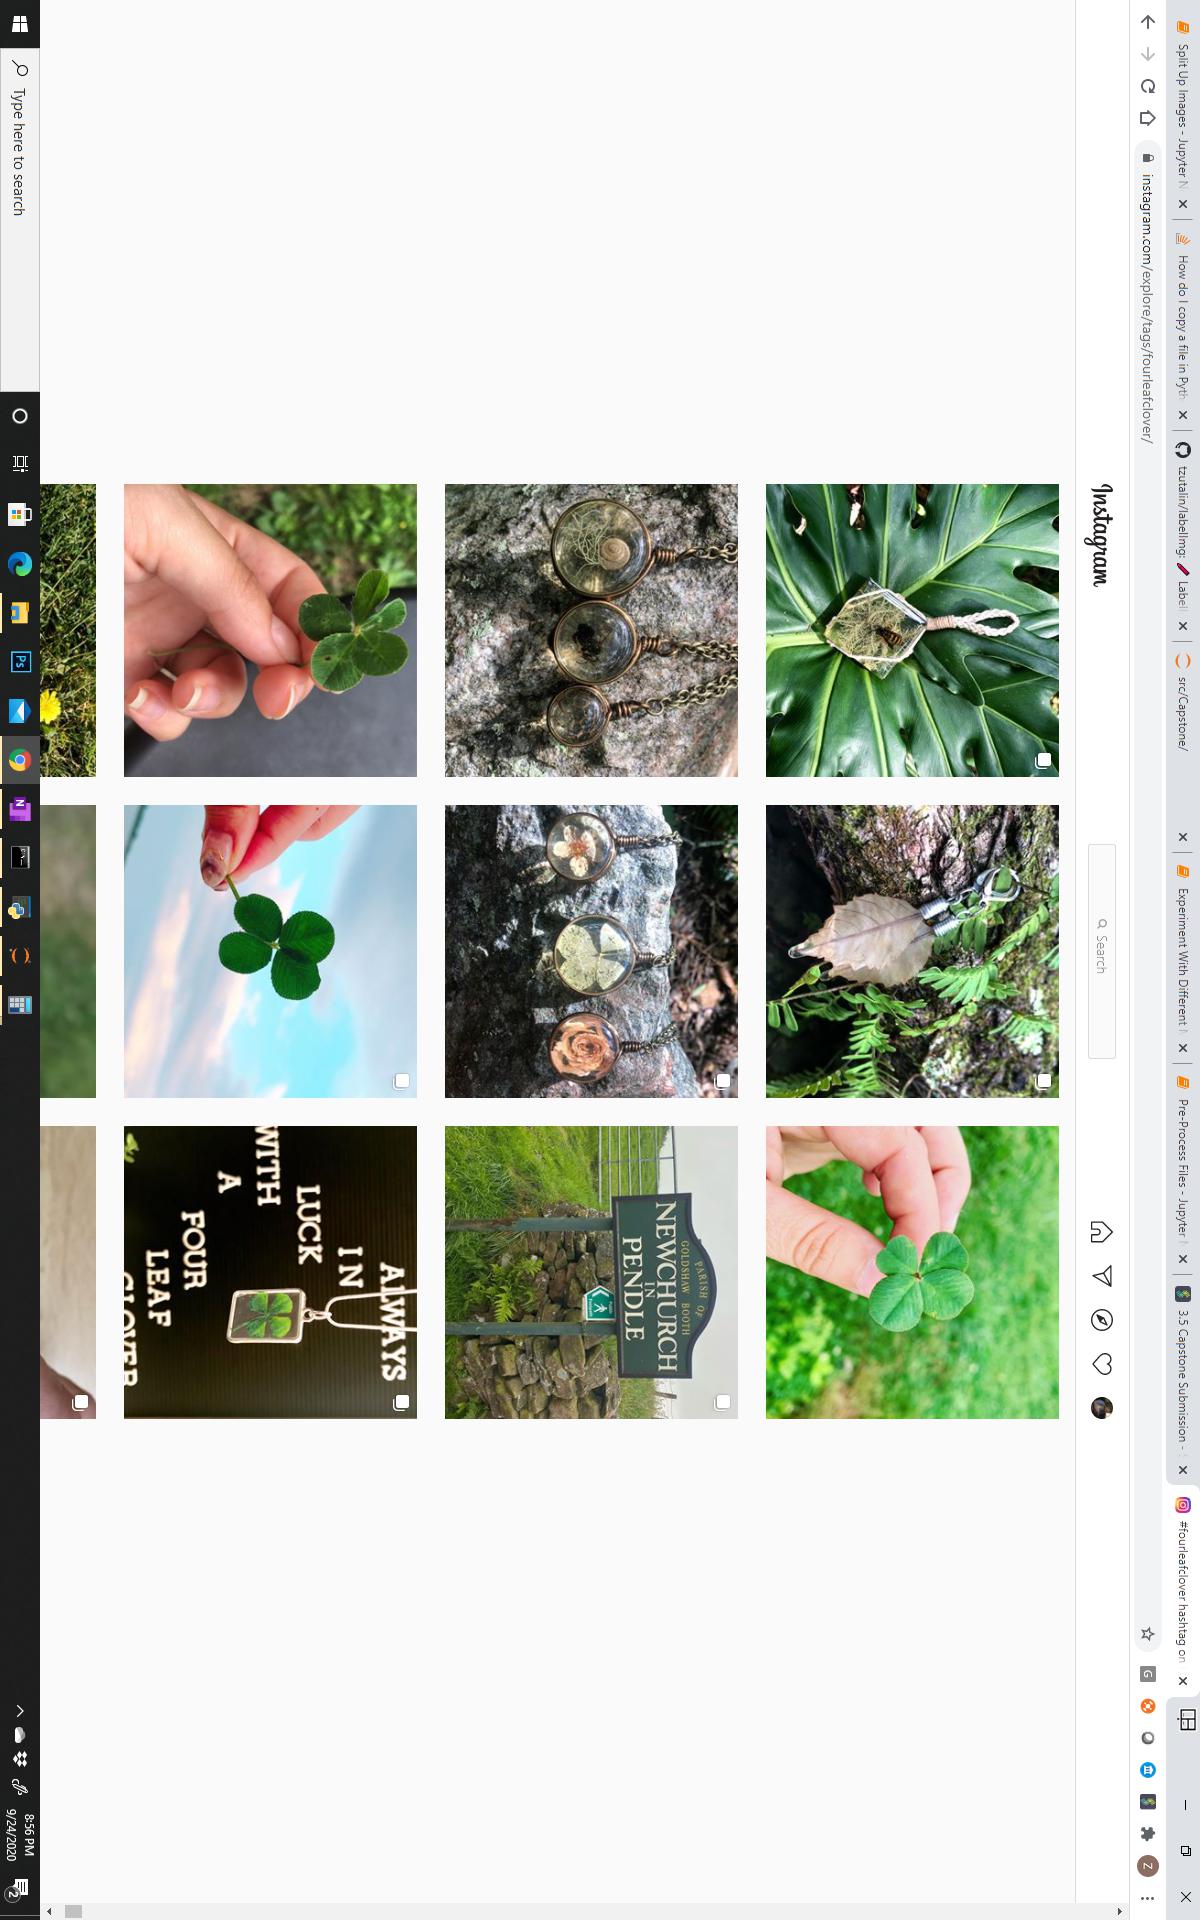 Split Up Images - Jupyter N
How do I copy a file in Pyth
tzutalin/labelImg:
Label
src/Capstone/
Experiment With Different
Pre-Process Files - Jupyter
3.5 Capstone Submission -
#fourleafclover hashtag on
instagram.com/explore/tags/fourleafclover/
G
Z
Instagram
Search
PARISH OF
GOLDSHAW BOOTH
NEWCHURCH
IN
PENDLE
ALWAYS
IN
LUCK
WITH
A
FOUR
LEAF
CLOVER
Type here to search
Ps
N
8:56 PM
9/24/2020
2